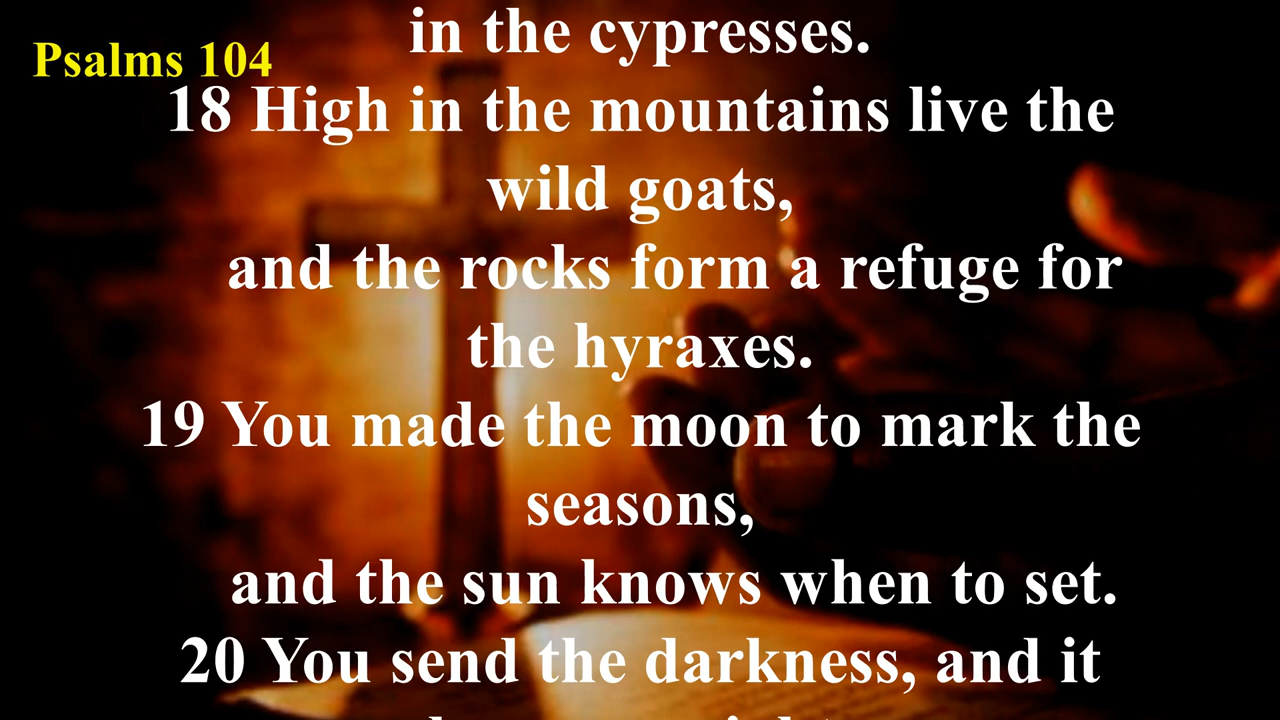 Psalms 104
in the cypresses.
18 High in the mountains live the
wild goats,
and the rocks form a refuge for
the hyraxes.
19 You made the moon to mark the
seasons,
and the sun knows when to set.
20 You send the darkness, and it